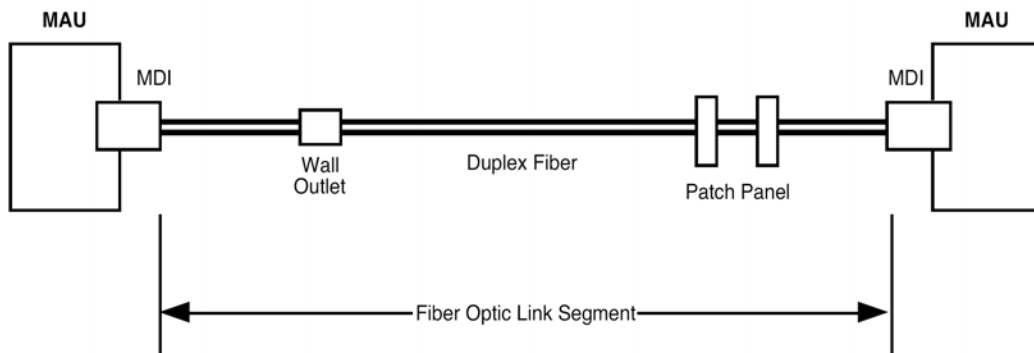 MAU
MAU
MDI
MDI
Wall
Outlet
Duplex Fiber
Patch Panel
Fiber Optic Link Segment